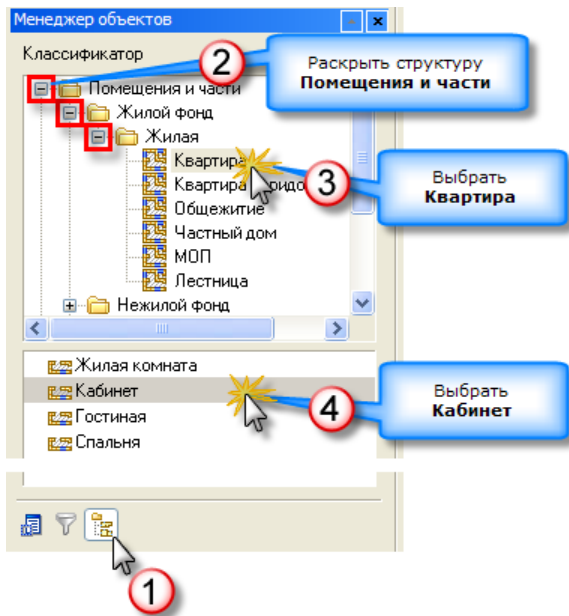 Менеджер объектов
Классификатор
2
Раскрыть структуру
Помещения и части
Помещения и части
Жилой фонд
Жилая
Квартира
3
Выбрать
Квартира
Квартира
Общежитие
Частный дом
МОП
Лестница
Нежилой фонд
Жилая комната
Кабинет
4
Выбрать
Кабинет
Гостиная
Спальня
1